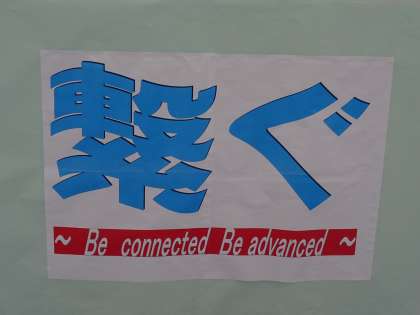 繋ぐ
~ Be connected Be advanced ~